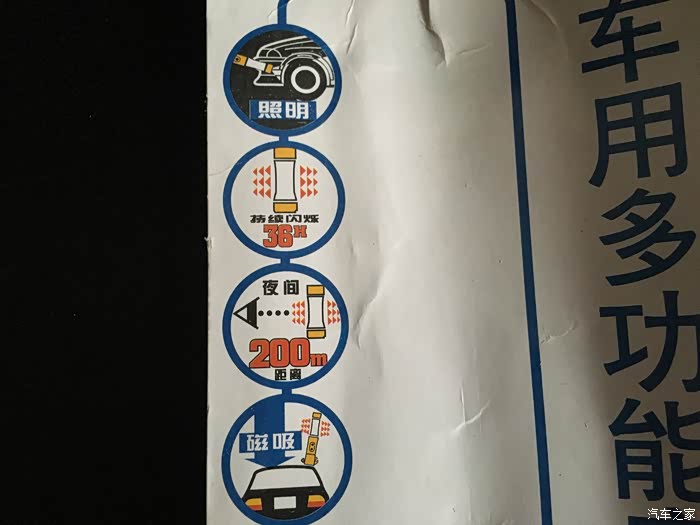 照明
持续闪烁
36H
夜间
200m
距离
磁吸
车用多功能
汽车之家